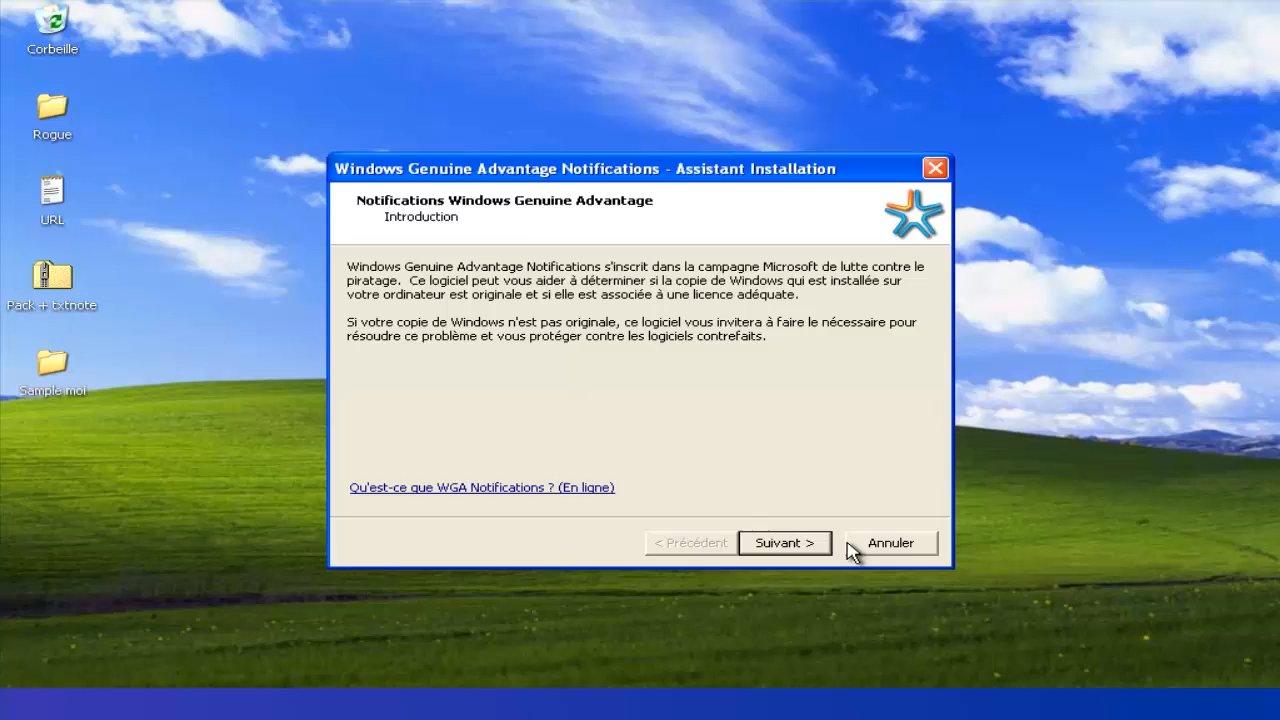 Corbeille
Rogue
URL
Pack + txtnote
Sample moi
Windows Genuine Advantage Notifications - Assistant Installation
Notifications Windows Genuine Advantage
Introduction
Windows Genuine Advantage Notifications s'inscrit dans la campagne Microsoft de lutte contre le
piratage. Ce logiciel peut vous aider à déterminer si la copie de Windows qui est installée sur
votre ordinateur est originale et si elle est associée à une licence adéquate.
Si votre copie de Windows n'est pas originale, ce logiciel vous invitera à faire le nécessaire pour
résoudre ce problème et vous protéger contre les logiciels contrefaits.
Qu'est-ce que WGA Notifications ? (En ligne)
< Précédent
Suivant >
Annuler